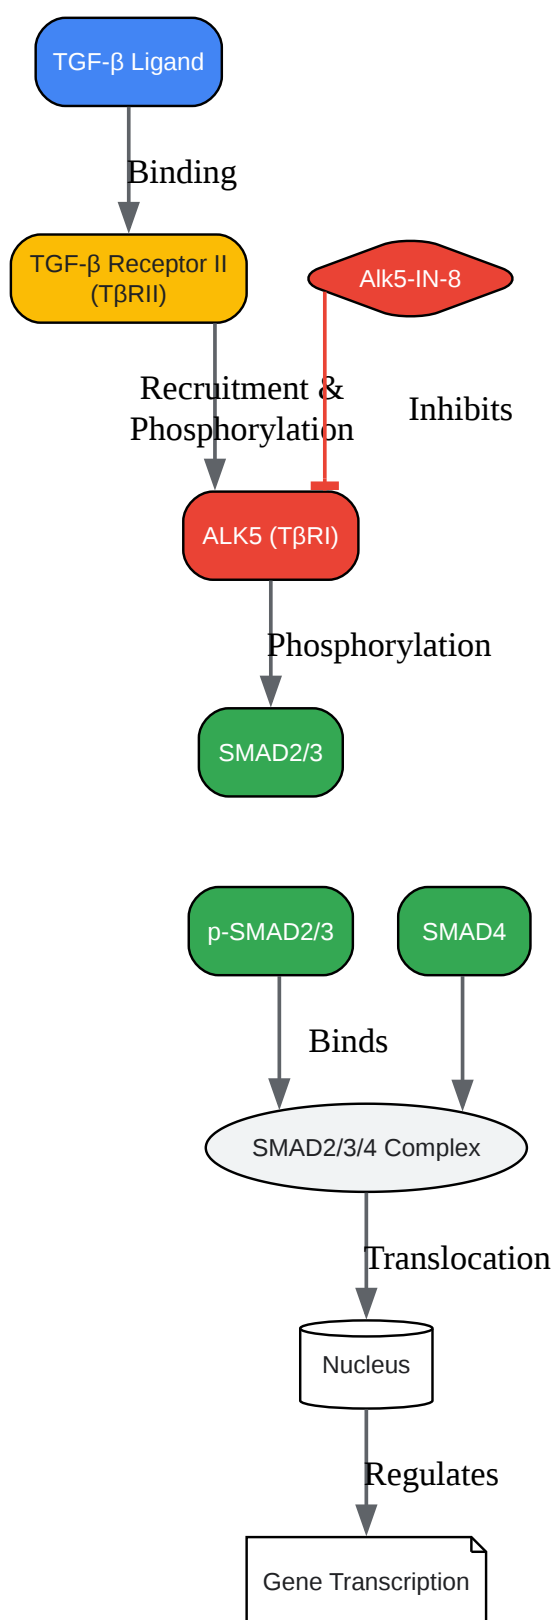 TGF-β Ligand
Binding
TGF-β Receptor II
(TβRII)
Alk5-IN-8
Recruitment &
Phosphorylation
Inhibits
ALK5 (TβRI)
Phosphorylation
SMAD2/3
p-SMAD2/3
SMAD4
Binds
SMAD2/3/4 Complex
Translocation
Nucleus
Regulates
Gene Transcription